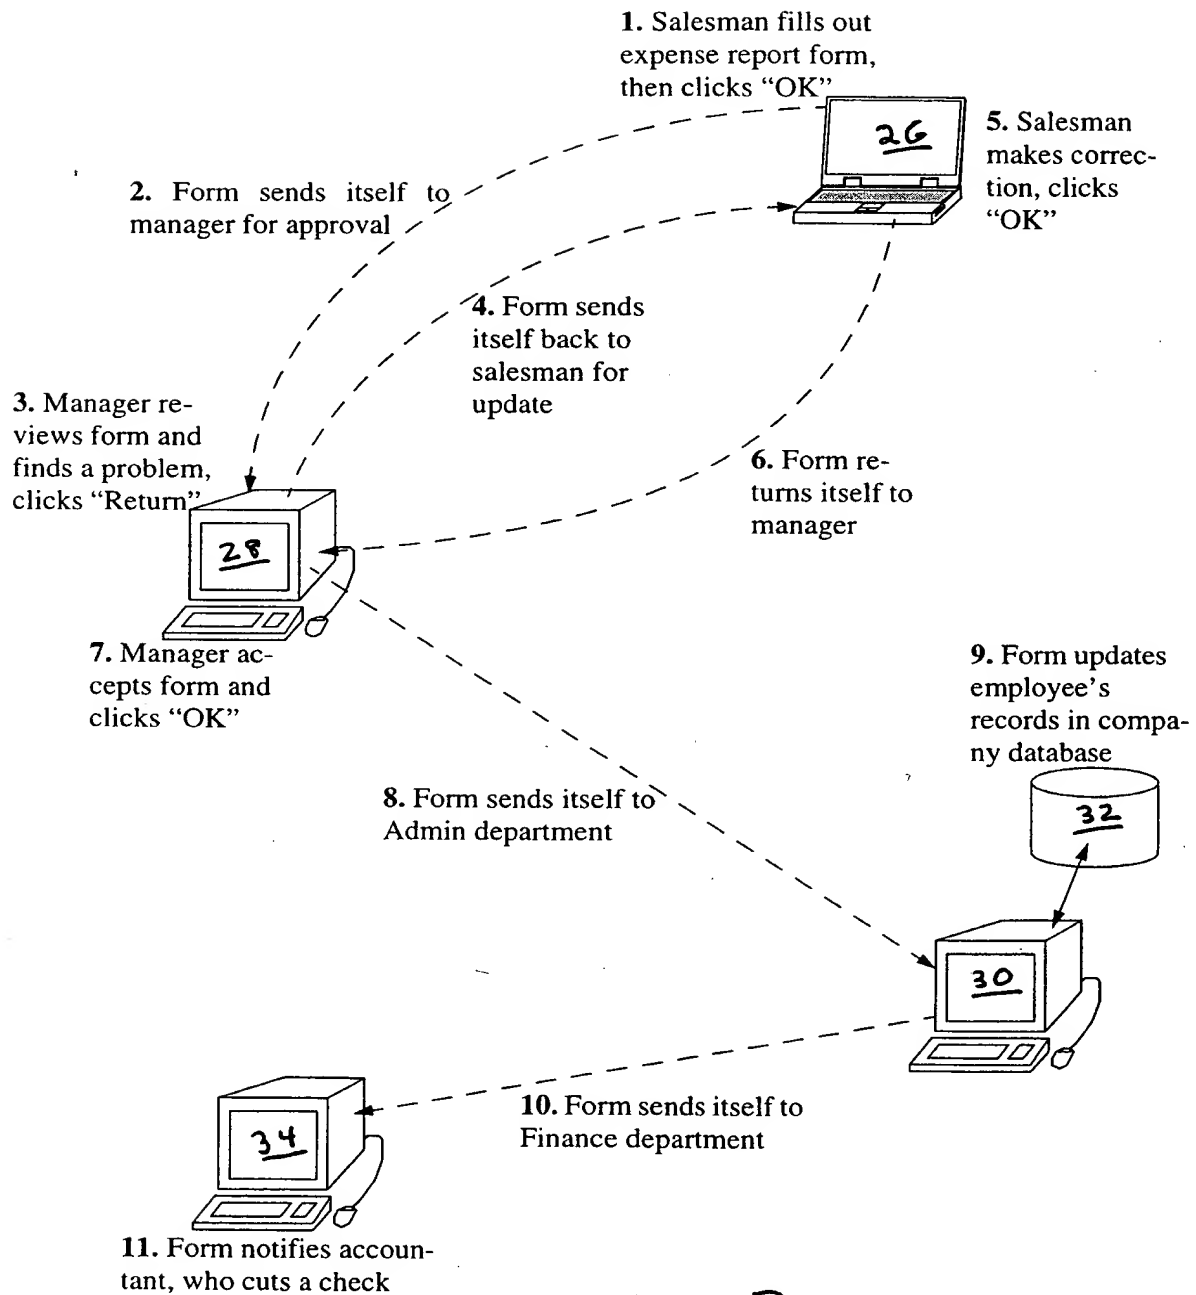 1. Salesman fills out
expense report form,
then clicks “OK”
26
5. Salesman
makes correc-
tion, clicks
“OK”
2. Form sends itself to
manager for approval
4. Form sends
itself back to
salesman for
update
3. Manager re-
views form and
finds a problem,
clicks “Return”
6. Form re-
turns itself to
manager
28
7. Manager ac-
cepts form and
clicks “OK”
9. Form updates
employee’s
records in compa-
ny database
32
8. Form sends itself to
Admin department
30
10. Form sends itself to
Finance department
34
11. Form notifies accoun-
tant, who cuts a check